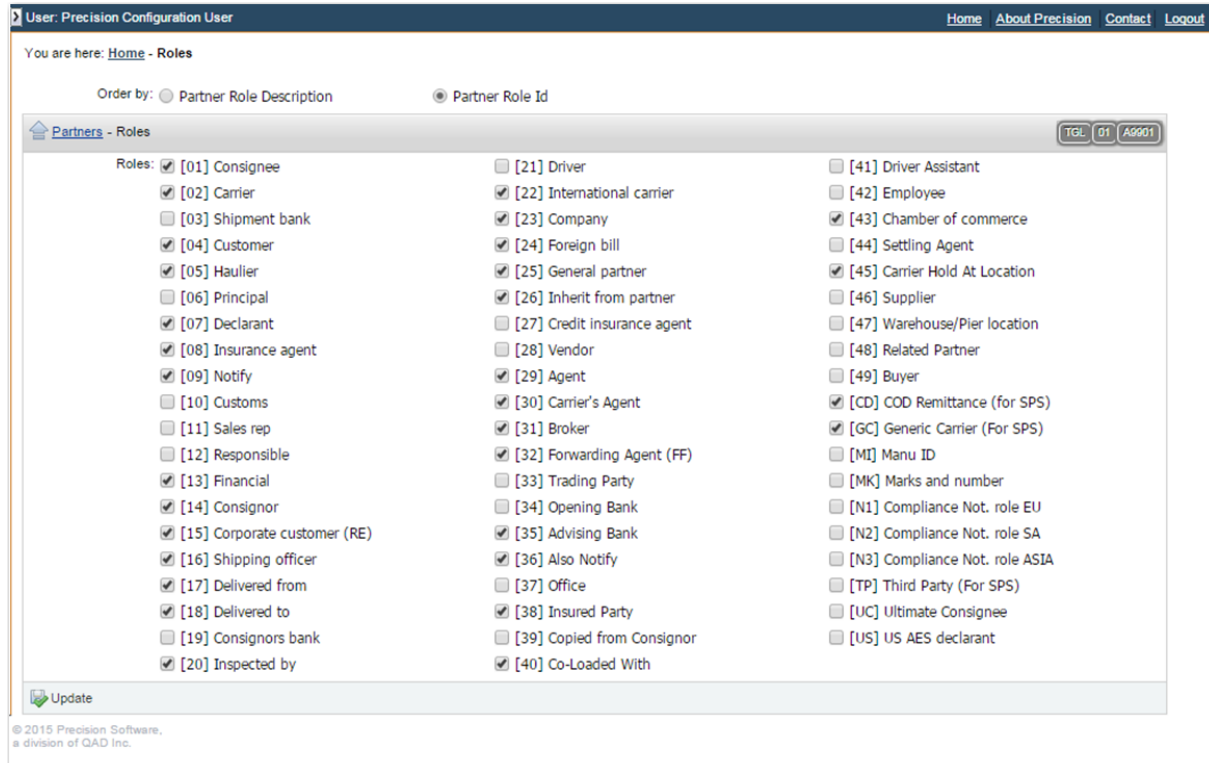 User: Precision Configuration User
Home About Precision Contact Logout
You are here: Home - Roles
Order by: Partner Role Description Partner Role Id
Partners - Roles
TGL 01 A9901
Roles: [01] Consignee [21] Driver [41] Driver Assistant
[02] Carrier [22] International carrier [42] Employee
[03] Shipment bank [23] Company [43] Chamber of commerce
[04] Customer [24] Foreign bill [44] Settling Agent
[05] Haulier [25] General partner [45] Carrier Hold At Location
[06] Principal [26] Inherit from partner [46] Supplier
[07] Declarant [27] Credit insurance agent [47] Warehouse/Pier location
[08] Insurance agent [28] Vendor [48] Related Partner
[09] Notify [29] Agent [49] Buyer
[10] Customs [30] Carrier's Agent [CD] COD Remittance (for SPS)
[11] Sales rep [31] Broker [GC] Generic Carrier (For SPS)
[12] Responsible [32] Forwarding Agent (FF) [MI] Manu ID
[13] Financial [33] Trading Party [MK] Marks and number
[14] Consignor [34] Opening Bank [N1] Compliance Not. role EU
[15] Corporate customer (RE) [35] Advising Bank [N2] Compliance Not. role SA
[16] Shipping officer [36] Also Notify [N3] Compliance Not. role ASIA
[17] Delivered from [37] Office [TP] Third Party (For SPS)
[18] Delivered to [38] Insured Party [UC] Ultimate Consignee
[19] Consignors bank [39] Copied from Consignor [US] US AES declarant
[20] Inspected by [40] Co-Loaded With
Update
© 2015 Precision Software,
a division of QAD Inc.